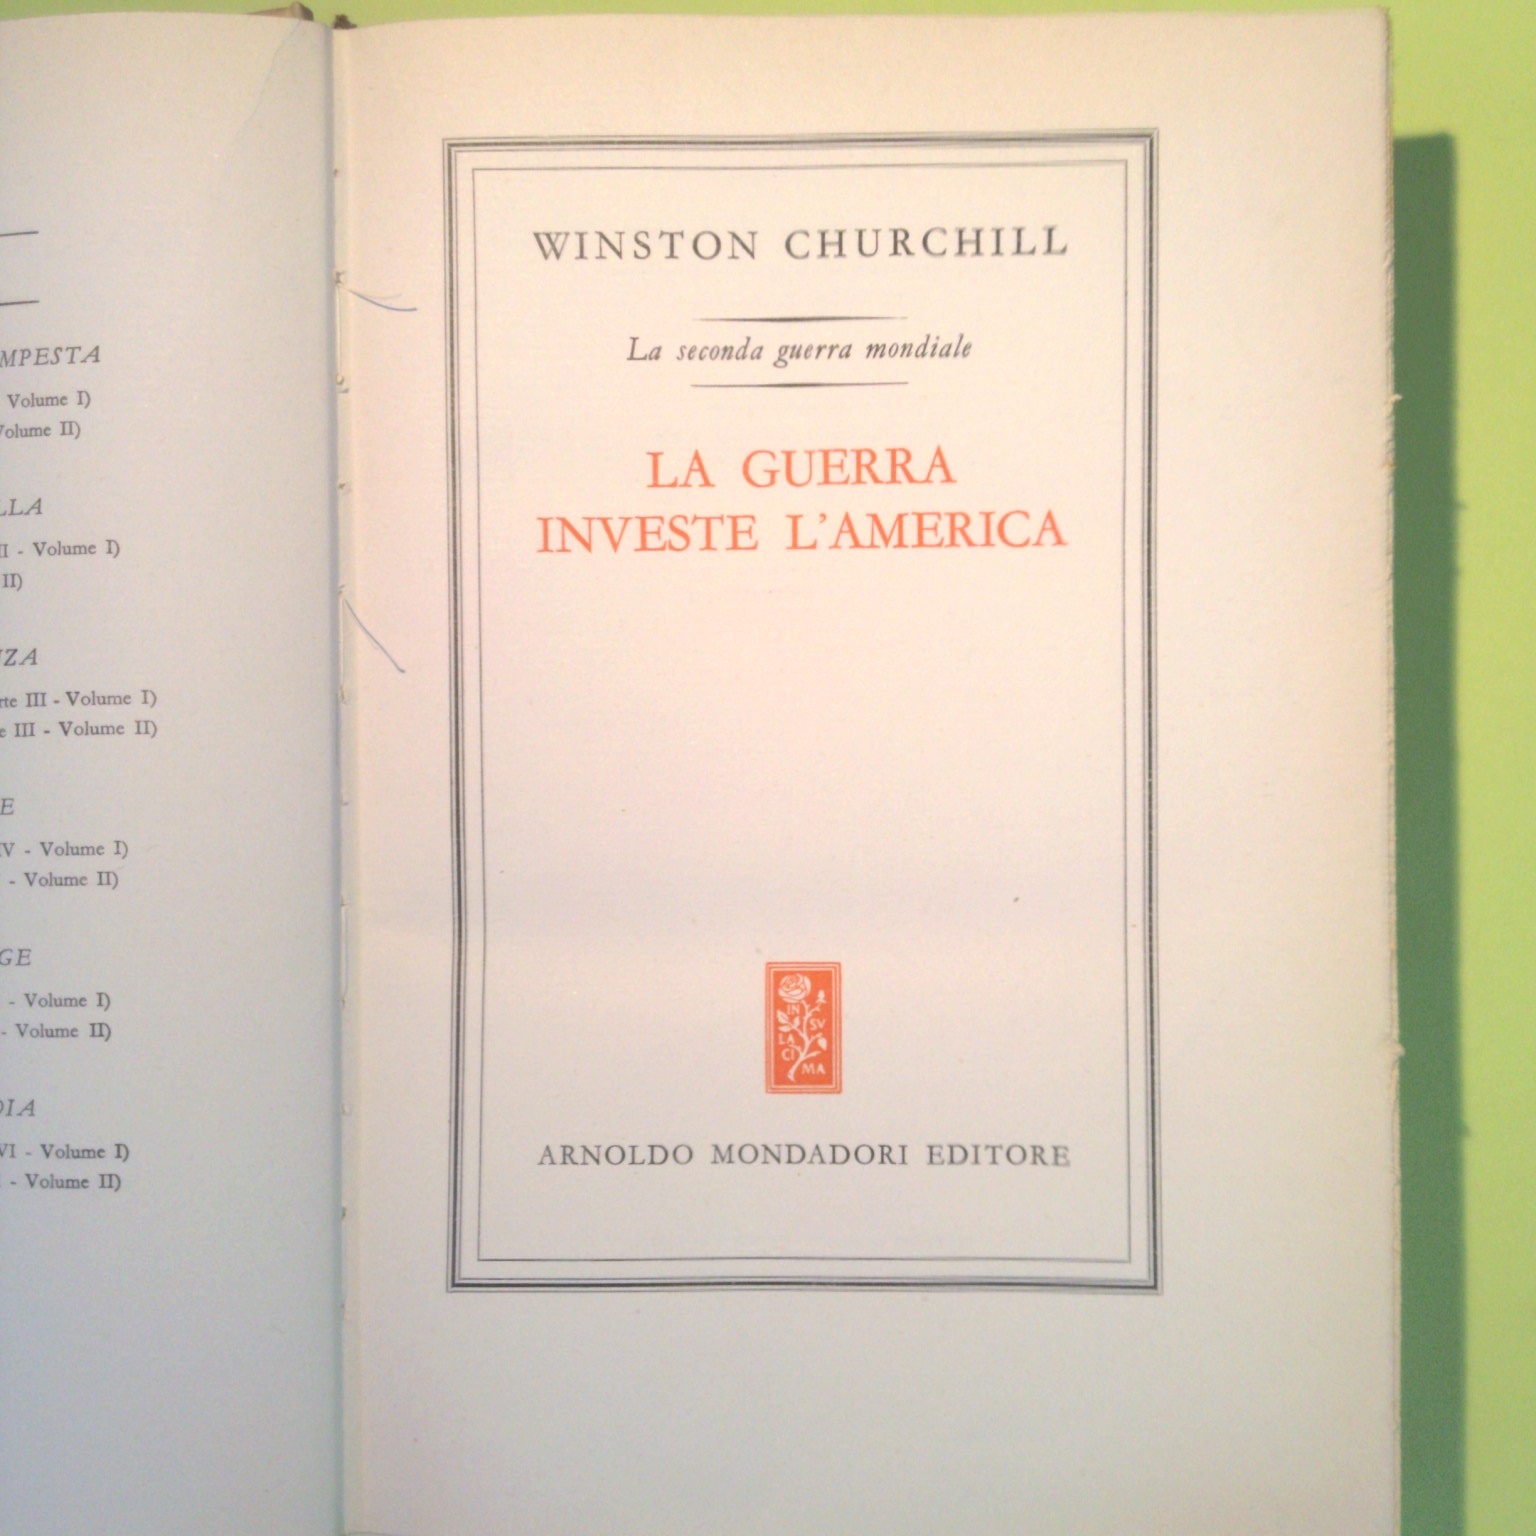 MPESTA
Volume I)
Volume II)
LLA
II - Volume I)
II)
NZA
rte III - Volume I)
e III - Volume II)
E
IV - Volume I)
- Volume II)
GE
- Volume I)
- Volume II)
DIA
VI - Volume I)
- Volume II)
WINSTON CHURCHILL
La seconda guerra mondiale
LA GUERRA
INVESTE L'AMERICA
IN
SV
LA
CI
MA
ARNOLDO MONDADORI EDITORE